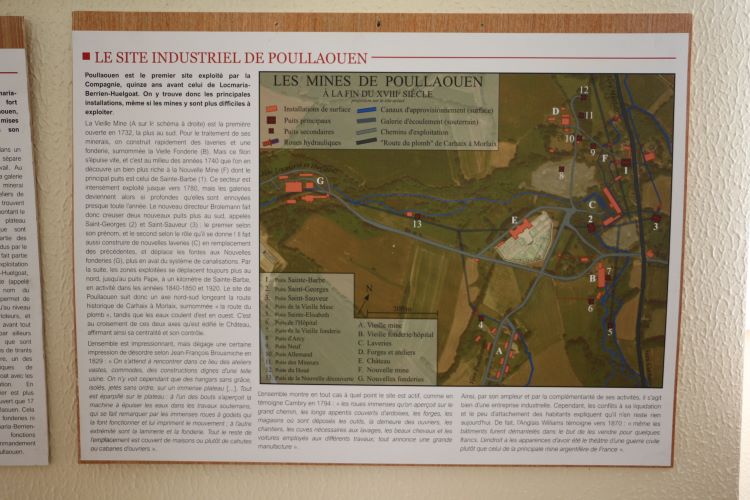 LE SITE INDUSTRIEL DE POULLAOUEN
Poullaouen est le premier site exploité par la
Compagnie, quinze ans avant celui de Locmaria-
Berrien-Huelgoat. On y trouve donc les principales
installations, même si les mines y sont plus difficiles à
exploiter.
La Vieille Mine (A sur le schéma à droite) est la première
ouverte en 1732, la plus au sud. Pour le traitement de ses
minerais, on construit rapidement des laveries et une
fonderie, surnommée la Vielle Fonderie (B). Mais ce filon
s'épuise vite, et c'est au milieu des années 1740 que l'on en
découvre un bien plus riche à la Nouvelle Mine (F) dont le
principal puits est celui de Sainte-Barbe (1). Ce secteur est
intensément exploité jusque vers 1780, mais les galeries
deviennent alors si profondes qu'elles sont ennoyées
presque toute l'année. Le nouveau directeur Brolemann fait
donc creuser deux nouveaux puits plus au sud, appelés
Saint-Georges (2) et Saint-Sauveur (3) : le premier selon
son prénom, et le second selon le rôle qu'il se donne ! Il fait
aussi construire de nouvelles laveries (C) en remplacement
des précédentes, et déplace les fordes aux Nouvelles
fonderies (G), plus en aval du système de canalisations. Par
la suite, les zones exploitées se déplacent toujours plus au
nord, jusqu'au puits Pape, à un kilomètre de Sainte-Barbe,
en activité dans les années 1840-1850 et 1920. Le site de
Poullaouen suit donc un axe nord-sud longeant la route
historique de Carhaix à Morlaix, surnommée « la route du
plomb », tandis que les eaux coulent d'est en ouest. C'est
au croisement de ces deux axes qu'est édifié le Château,
affirmant ainsi sa centralité et son contrôle.
L'ensemble est impressionnant, mais dégage une certaine
impression de désordre selon Jean-François Brousmiche en
1829 : « On s'attend à rencontrer dans ce lieu des ateliers
vastes, commodes, des constructions dignes d'une telle
usine. On n'y voit cependant que des hangars sans grâce,
isolés, jetés sans ordre, sur un immense plateau [...]. Tout
est éparpillé sur le plateau : à l'un des bouts s'aperçoit la
machine à épuiser les eaux dans les travaux souterrains,
qui se fait remarquer par les immenses roues à godets qui
la font fonctionner et lui impriment le mouvement ; à l'autre
extrémité sont la laminerie et la fonderie. Tout le reste de
l'emplacement est couvert de maisons ou plutôt de cahutes
ou cabanes d'ouvriers ».
LES MINES DE POULLAOUEN
À LA FIN DU XVIIIe SIÈCLE
Installations de surface
Puits principaux
Puits secondaires
Roues hydrauliques
Canaux d'approvisionnement (surface)
Galerie d'écoulement (souterrain)
Chemins d'exploitation
"Route du plomb" de Carhaix à Morlaix
12
D
11
10
9
F
1
G
C
13
E
2
3
7
B
6
4
5
A
N
1. Puits Sainte-Barbe
2. Puits Saint-Georges
3. Puits Saint-Sauveur
4. Puits de la Vieille Mine
5. Puits Sainte-Elisabeth
6. Puits de l'Hôpital
7. Puits de la Vieille fonderie
8. Puits d'Arcy
9. Puits Neuf
10. Puits Allemand
11. Puits des Mineurs
12. Puits du Houx
13. Puits de la Nouvelle découverte
A. Vieille mine
B. Vieille fonderie/hôpital
C. Laveries
D. Forges et ateliers
E. Château
F. Nouvelle mine
G. Nouvelles fonderies
L'ensemble montre en tout cas à quel point le site est actif, comme en
témoigne Cambry en 1794 : « les roues immenses qu'on aperçoit sur le
grand chemin, les longs appentis couverts d'ardoises, les forges, les
magasins où sont déposés les outils, la demeure des ouvriers, les
chantiers, les cuves nécessaires aux lavages, les beaux chevaux et les
voitures employés aux différents travaux, tout annonce une grande
manufacture ».
Ainsi, par son ampleur et par la complémentarité de ses activités, il s'agit
bien d'une entreprise industrielle. Cependant, les conflits à sa liquidation
et le peu d'attachement des habitants expliquent qu'il n'en reste rien
aujourd'hui. De fait, l'Anglais Williams témoigne vers 1870 : « même les
bâtiments furent démantelés dans le but de les vendre pour quelques
francs. L'endroit a les apparences d'avoir été le théâtre d'une guerre civile
plutôt que celui de la principale mine argentifère de France ».